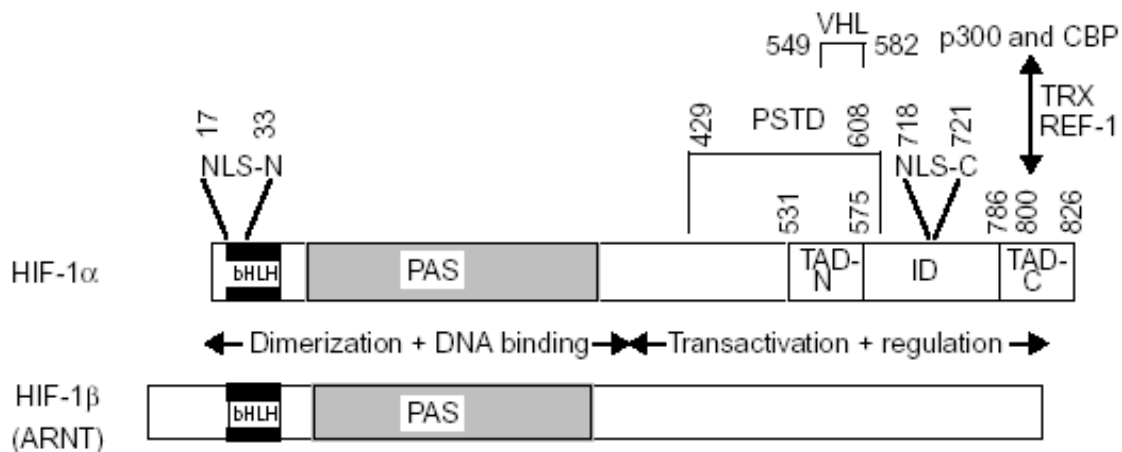 VHL
549 582
p300 and CBP
TRX
REF-1
17 33
429 PSTD 608
718 721
NLS-N
NLS-C
531 575
786 800 826
HIF-1α
bHLH PAS TAD-N ID TAD-C
Dimerization + DNA binding Transactivation + regulation
HIF-1β
(ARNT)
bHLH PAS